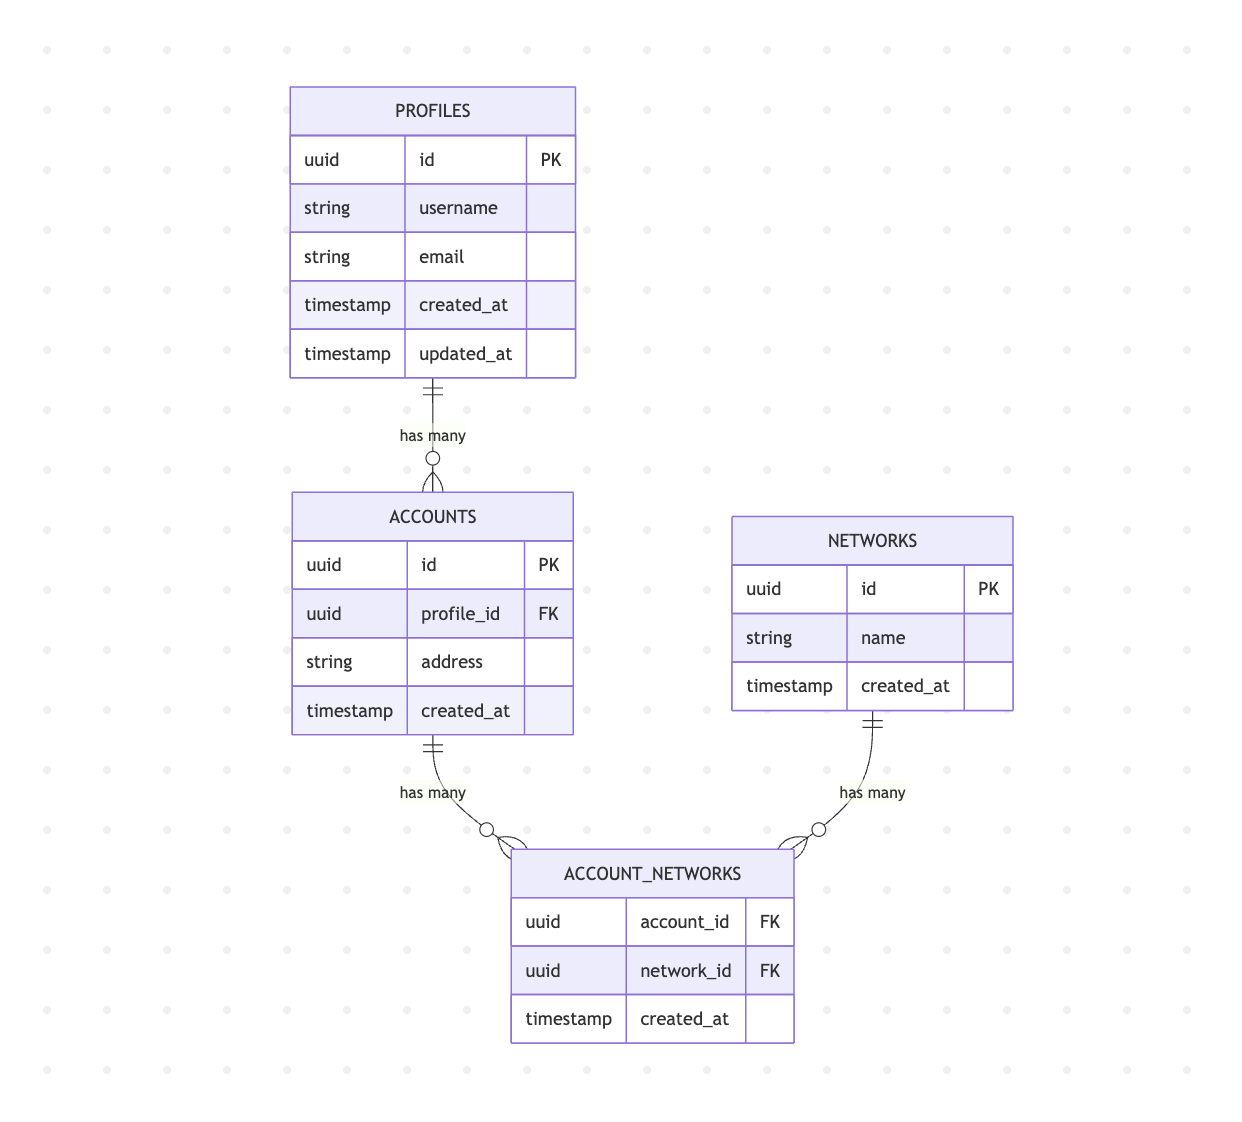 PROFILES
uuid id PK
string username
string email
timestamp created_at
timestamp updated_at
has many
ACCOUNTS
uuid id PK
uuid profile_id FK
string address
timestamp created_at
NETWORKS
uuid id PK
string name
timestamp created_at
has many
has many
ACCOUNT_NETWORKS
uuid account_id FK
uuid network_id FK
timestamp created_at